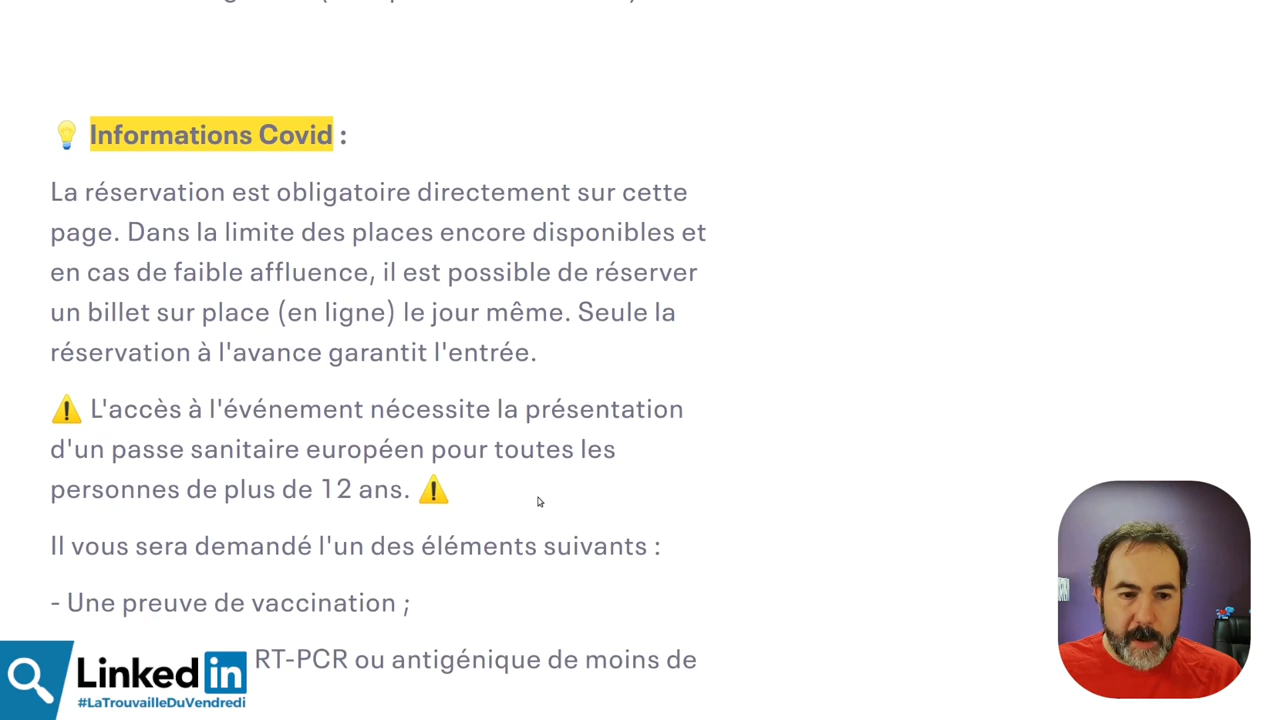 💡 Informations Covid :
La réservation est obligatoire directement sur cette
page. Dans la limite des places encore disponibles et
en cas de faible affluence, il est possible de réserver
un billet sur place (en ligne) le jour même. Seule la
réservation à l'avance garantit l'entrée.
⚠️ L'accès à l'événement nécessite la présentation
d'un passe sanitaire européen pour toutes les
personnes de plus de 12 ans. ⚠️
Il vous sera demandé l'un des éléments suivants :
- Une preuve de vaccination ;
RT-PCR ou antigénique de moins de
Linkedin
#LaTrouvailleDuVendredi